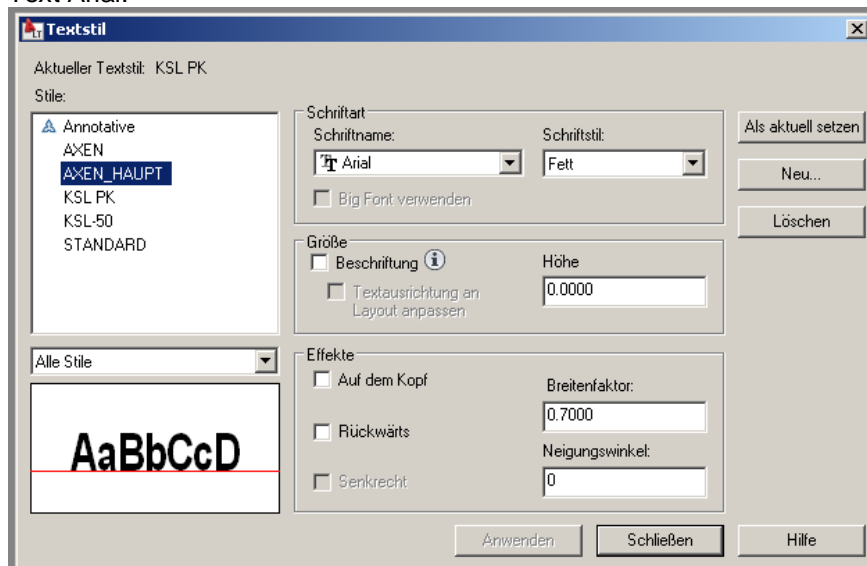 Text Arial.
Textstil
Aktueller Textstil: KSL PK
Stile:
Annotative
AXEN
AXEN_HAUPT
KSL PK
KSL-50
STANDARD
Alle Stile
AaBbCcD
Schriftart
Schriftname:
Arial
Schriftstil:
Fett
Big Font verwenden
Größe
Beschriftung
Textausrichtung an
Layout anpassen
Höhe
0.0000
Effekte
Auf dem Kopf
Rückwärts
Senkrecht
Breitenfaktor:
0.7000
Neigungswinkel:
0
Als aktuell setzen
Neu...
Löschen
Anwenden
Schließen
Hilfe